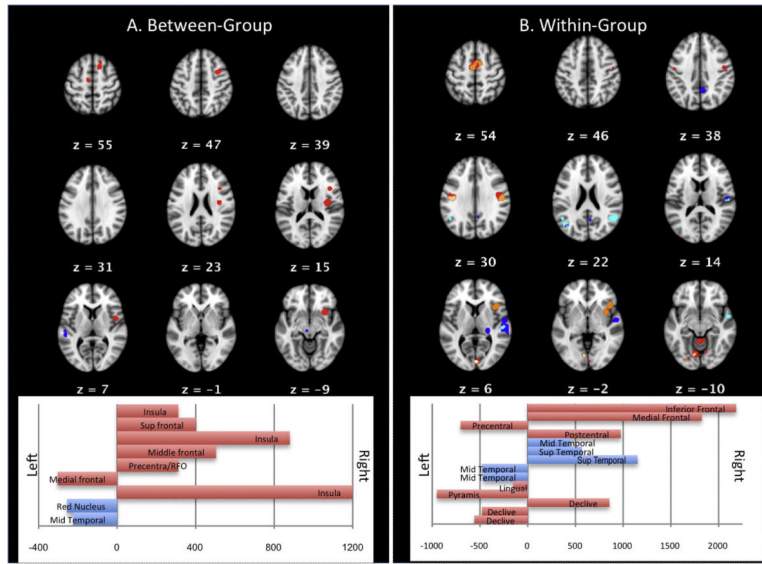 A. Between-Group
z = 55
z = 47
z = 39
z = 31
z = 23
z = 15
z = 7
z = -1
z = -9
Left
Right
Insula
Sup frontal
Insula
Middle frontal
Precentra/RFO
Medial frontal
Insula
Red Nucleus
Mid Temporal
-400
0
400
800
1200
B. Within-Group
z = 54
z = 46
z = 38
z = 30
z = 22
z = 14
z = 6
z = -2
z = -10
Left
Right
Inferior Frontal
Medial Frontal
Precentral
Postcentral
Mid Temporal
Sup Temporal
Sup Temporal
Mid Temporal
Mid Temporal
Lingual
Pyramis
Declive
Declive
Declive
-1000
-500
0
500
1000
1500
2000